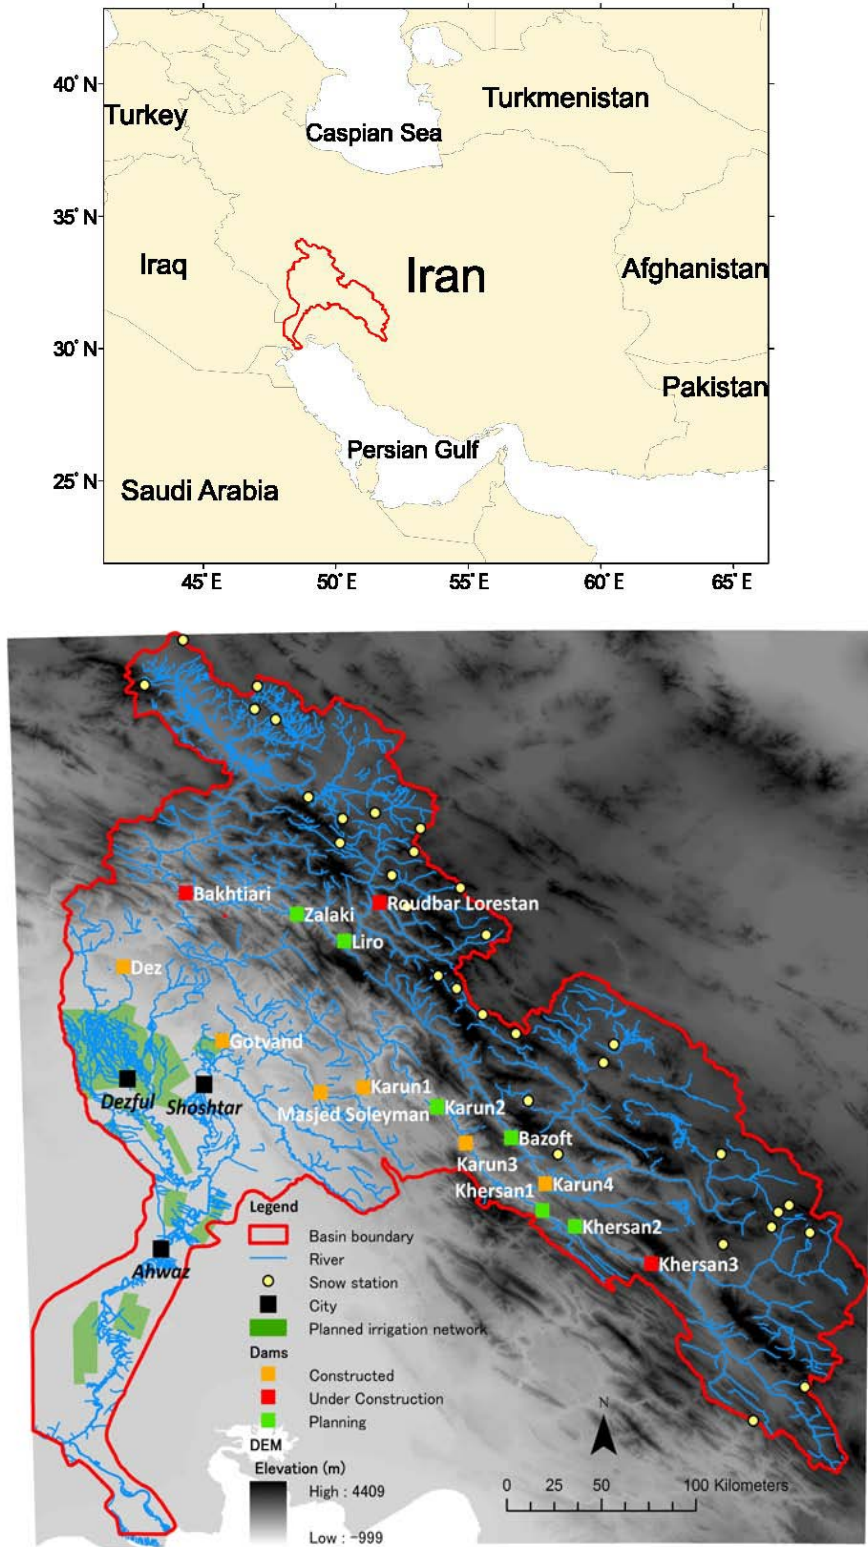 40° N
Turkey
Caspian Sea
Turkmenistan
35° N
Iraq
Iran
Afghanistan
30° N
Pakistan
Persian Gulf
25° N
Saudi Arabia
45° E 50° E 55° E 60° E 65° E
Bakhtiari
Roudbar Lorestan
Zalaki
Liro
Dez
Gotvand
Dezful
Shoshtar
Karun1
Masjed Soleyman
Karun2
Bazoft
Karun3
Khersan1
Karun4
Khersan2
Khersan3
Ahwaz
Legend
Basin boundary
River
Snow station
City
Planned irrigation network
Dams
Constructed
Under Construction
Planning
DEM
Elevation (m)
High : 4409
Low : -999
N
0 25 50 100 Kilometers